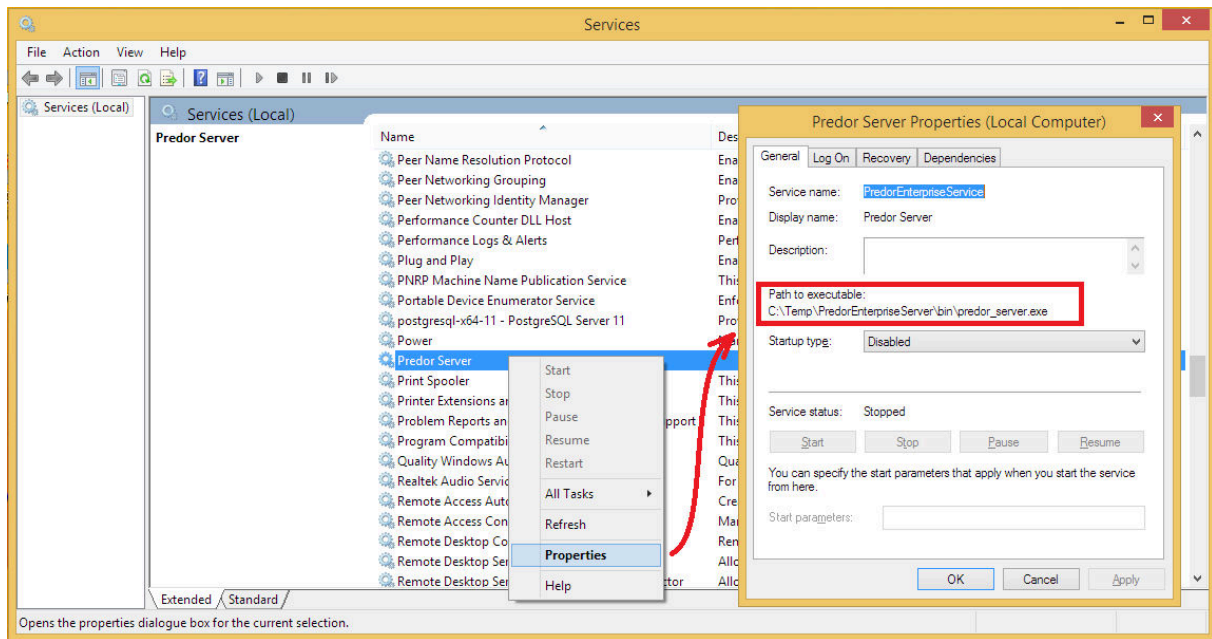 Services
File Action View Help
Services (Local)
Services (Local)
Predor Server
Name
Des
Peer Name Resolution Protocol
Ena
Peer Networking Grouping
Ena
Peer Networking Identity Manager
Pro
Performance Counter DLL Host
Ena
Performance Logs & Alerts
Perf
Plug and Play
Ena
PNRP Machine Name Publication Service
This
Portable Device Enumerator Service
Enfo
postgresql-x64-11 - PostgreSQL Server 11
Pro
Power
Predor Server
Print Spooler
This
Printer Extensions ar
This
Problem Reports an
pport
This
Program Compatibi
This
Quality Windows Au
Qua
Realtek Audio Servic
For
Remote Access Auto
Cre
Remote Access Con
Mar
Remote Desktop Co
Rem
Remote Desktop Ser
Allo
Remote Desktop Ser
ctor
Allo
Start
Stop
Pause
Resume
Restart
All Tasks
Refresh
Properties
Help
Predor Server Properties (Local Computer)
General Log On Recovery Dependencies
Service name: PredorEnterpriseService
Display name: Predor Server
Description:
Path to executable:
C:\Temp\PredorEnterpriseServer\bin\predor_server.exe
Startup type: Disabled
Service status: Stopped
Start Stop Pause Resume
You can specify the start parameters that apply when you start the service
from here.
Start parameters:
OK Cancel Apply
Extended Standard
Opens the properties dialogue box for the current selection.